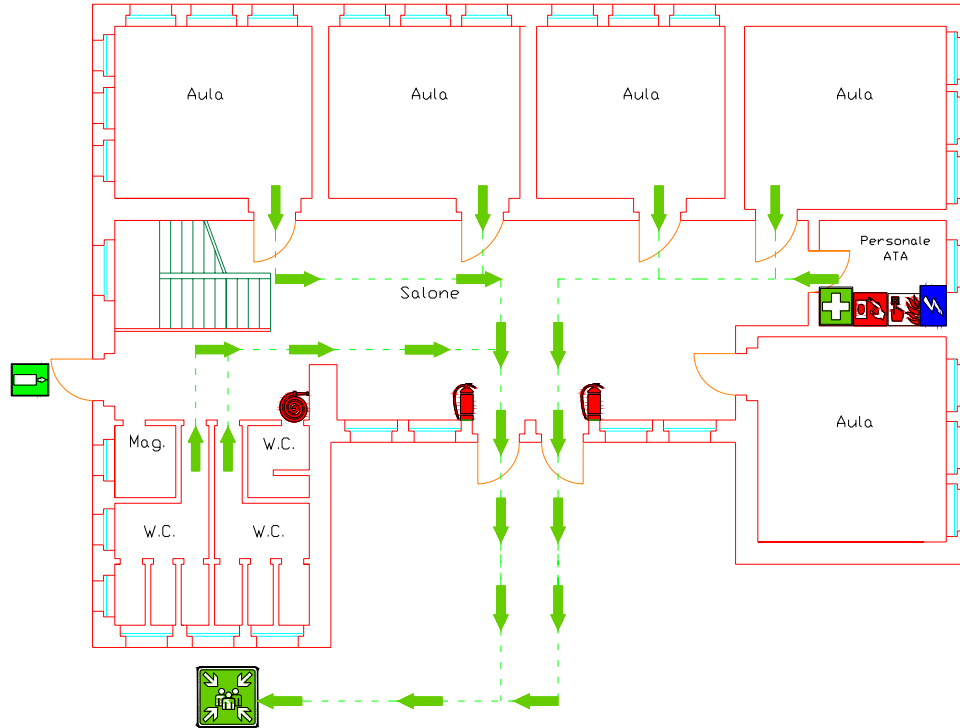 Aula
Aula
Aula
Aula
Personale
ATA
Salone
Aula
Mag.
W.C.
W.C.
W.C.